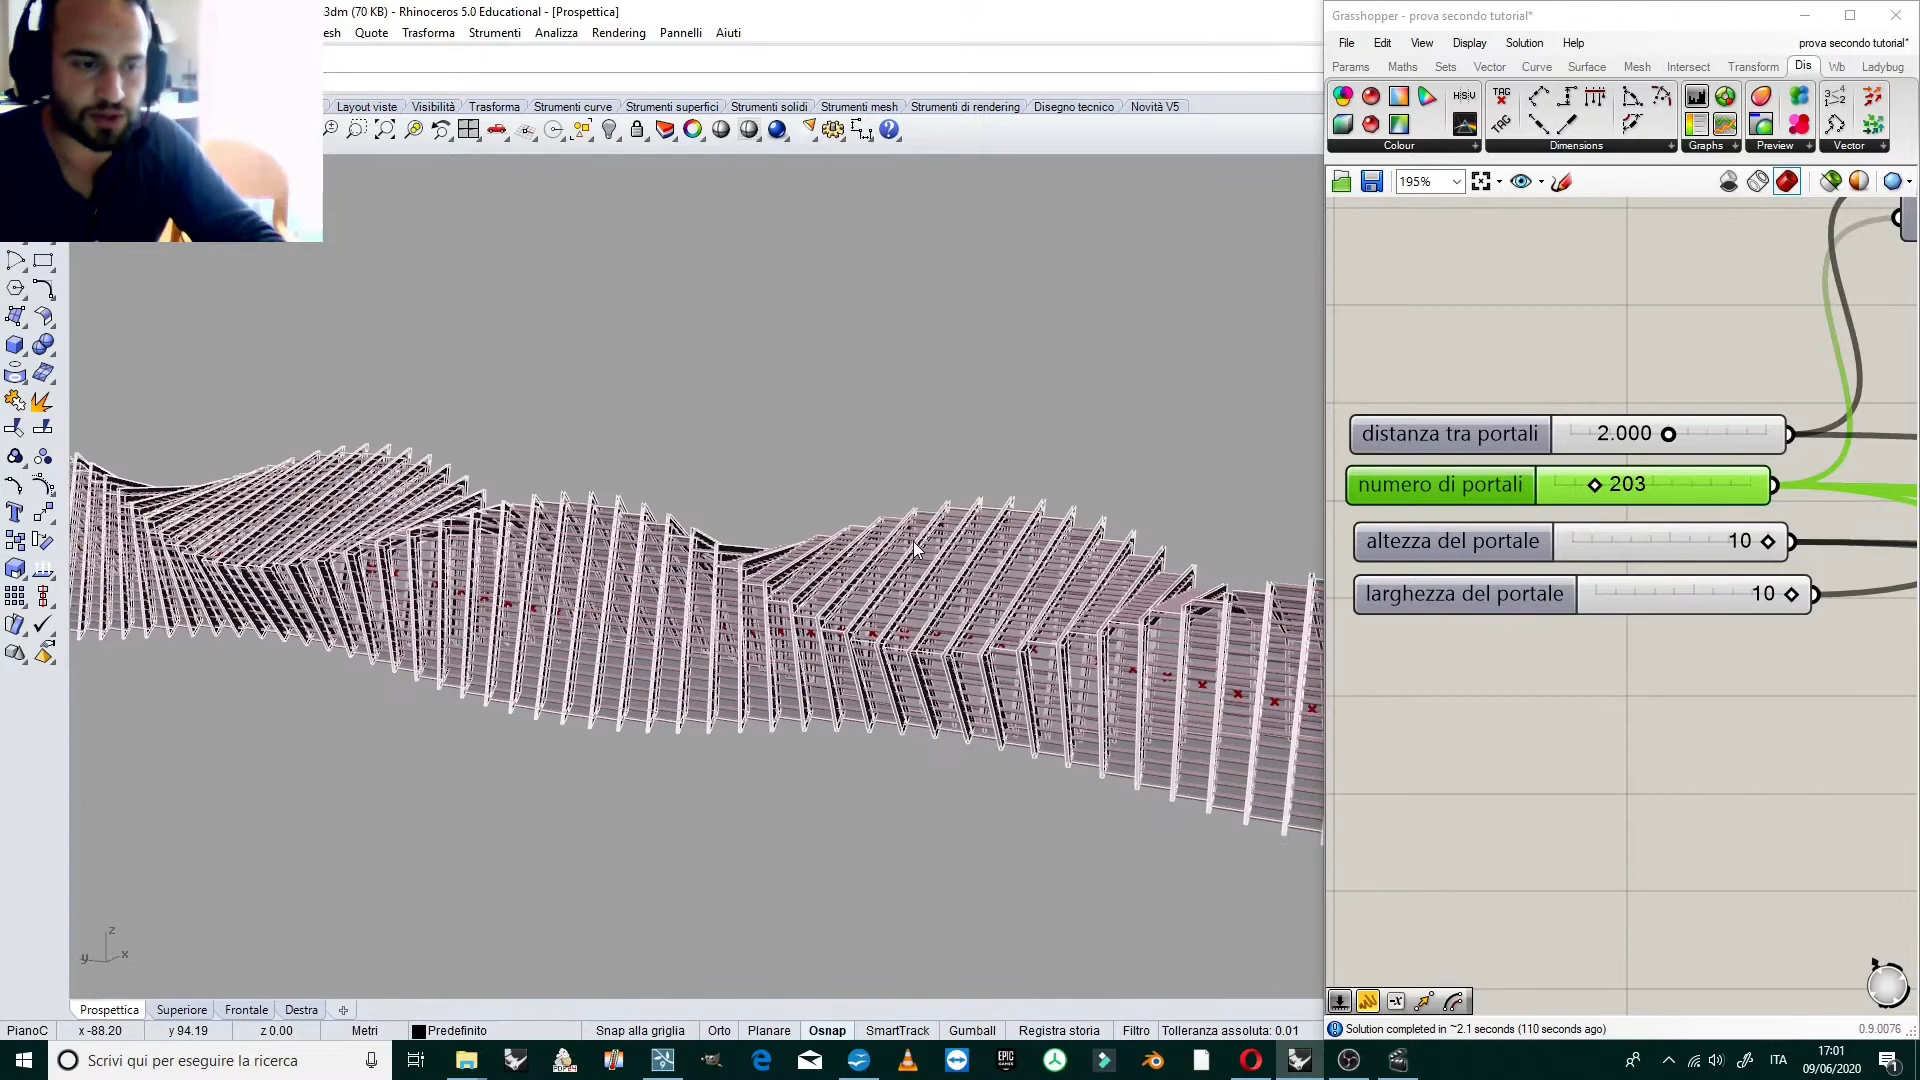 3dm (70 KB) - Rhinoceros 5.0 Educational - [Prospettica]
esh Quote Trasforma Strumenti Analizza Rendering Pannelli Aiuti
Layout viste Visibilità Trasforma Strumenti curve Strumenti superfici Strumenti solidi Strumenti mesh Strumenti di rendering Disegno tecnico Novità V5
Grasshopper - prova secondo tutorial*
File Edit View Display Solution Help prova secondo tutorial*
Params Maths Sets Vector Curve Surface Mesh Intersect Transform Dis Wb Ladybug
TAG
TAG
Colour Dimensions Graphs Preview Vector
195%
distanza tra portali 2.000
numero di portali 203
altezza del portale 10
larghezza del portale 10
z
y x
Prospettica Superiore Frontale Destra
PianoC x -88.20 y 94.19 z 0.00 Metri Predefinito Snap alla griglia Orto Planare Osnap SmartTrack Gumball Registra storia Filtro Tolleranza assoluta: 0.01
Solution completed in ~2.1 seconds (110 seconds ago) 0.9.0076
Scrivi qui per eseguire la ricerca
ITA
17:01
09/06/2020